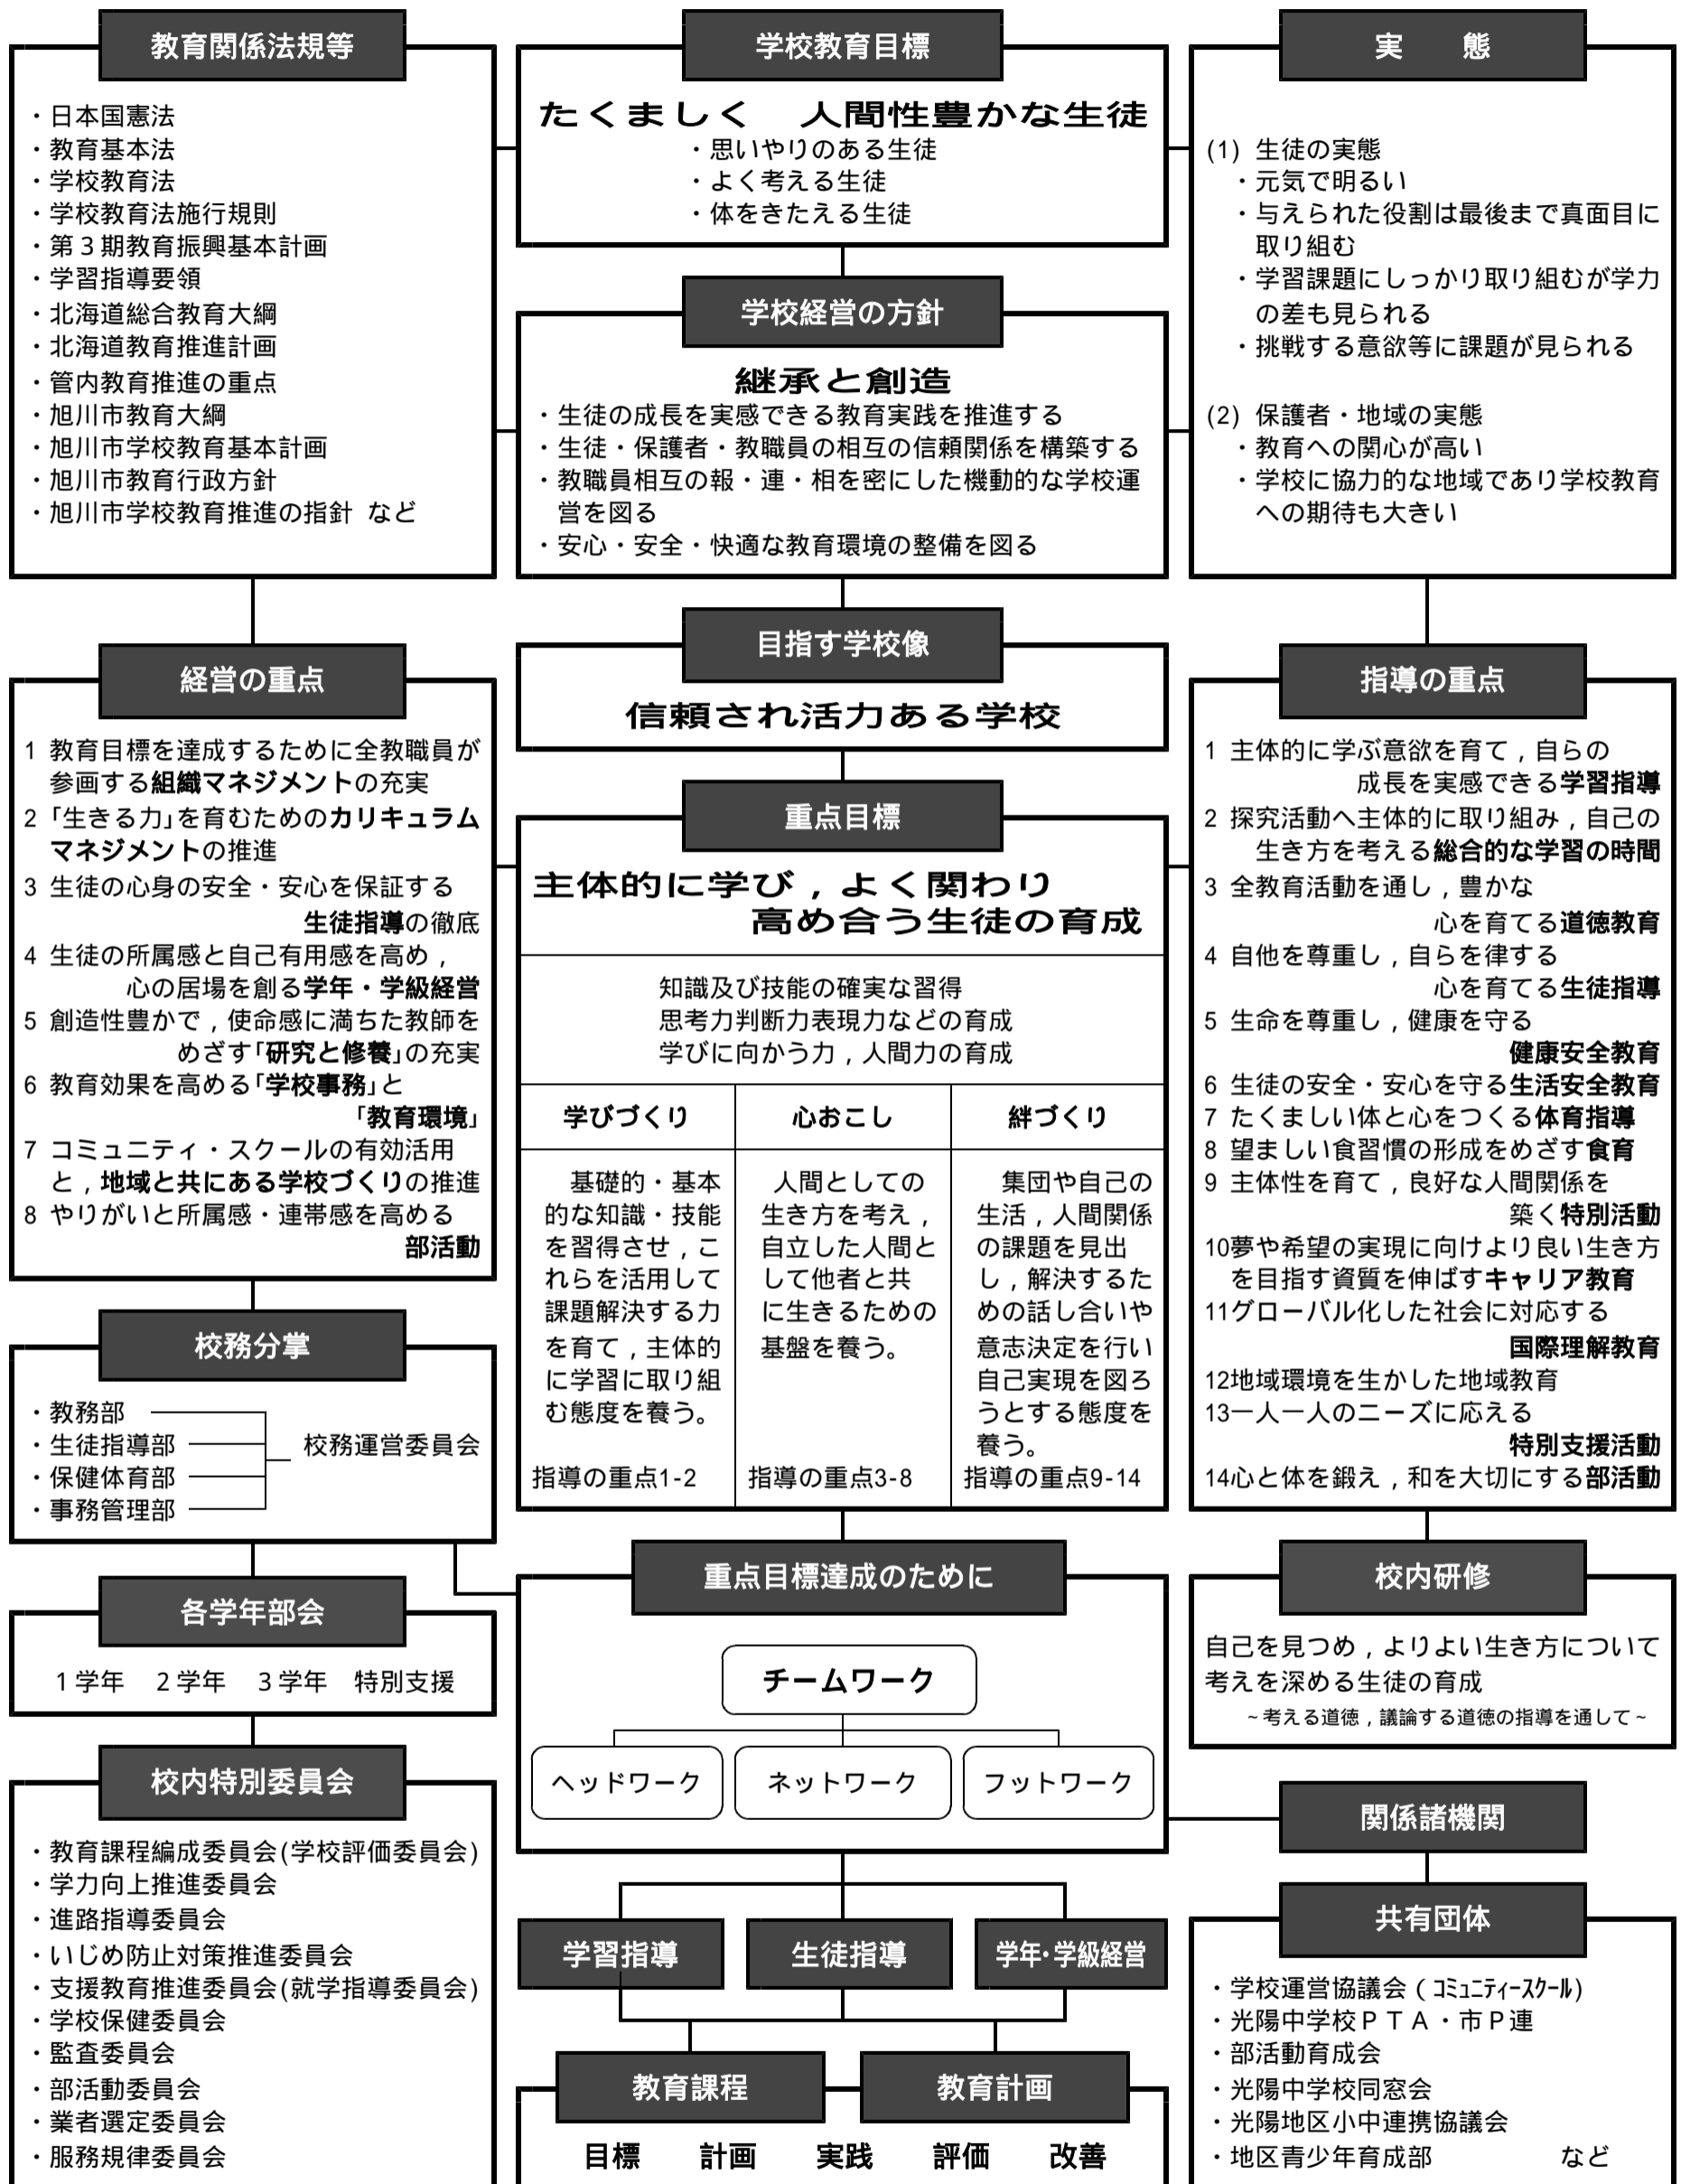 教育関係法規等
・日本国憲法
・教育基本法
・学校教育法
・学校教育法施行規則
・第３期教育振興基本計画
・学習指導要領
・北海道総合教育大綱
・北海道教育推進計画
・管内教育推進の重点
・旭川市教育大綱
・旭川市学校教育基本計画
・旭川市教育行政方針
・旭川市学校教育推進の指針 など
学校教育目標
たくましく　人間性豊かな生徒
・思いやりのある生徒
・よく考える生徒
・体をきたえる生徒
学校経営の方針
継承と創造
・生徒の成長を実感できる教育実践を推進する
・生徒・保護者・教職員の相互の信頼関係を構築する
・教職員相互の報・連・相を密にした機動的な学校運
営を図る
・安心・安全・快適な教育環境の整備を図る
実　　態
(1) 生徒の実態
・元気で明るい
・与えられた役割は最後まで真面目に
取り組む
・学習課題にしっかり取り組むが学力
の差も見られる
・挑戦する意欲等に課題が見られる
(2) 保護者・地域の実態
・教育への関心が高い
・学校に協力的な地域であり学校教育
への期待も大きい
目指す学校像
信頼され活力ある学校
経営の重点
1 教育目標を達成するために全教職員が
参画する組織マネジメントの充実
2 「生きる力」を育むためのカリキュラム
マネジメントの推進
3 生徒の心身の安全・安心を保証する
生徒指導の徹底
4 生徒の所属感と自己有用感を高め，
心の居場を創る学年・学級経営
5 創造性豊かで，使命感に満ちた教師を
めざす「研究と修養」の充実
6 教育効果を高める「学校事務」と
「教育環境」
7 コミュニティ・スクールの有効活用
と，地域と共にある学校づくりの推進
8 やりがいと所属感・連帯感を高める
部活動
重点目標
主体的に学び，よく関わり
高め合う生徒の育成
知識及び技能の確実な習得
思考力判断力表現力などの育成
学びに向かう力，人間力の育成
学びづくり
基礎的・基本
的な知識・技能
を習得させ，こ
れらを活用して
課題解決する力
を育て，主体的
に学習に取り組
む態度を養う。
指導の重点1-2
心おこし
人間としての
生き方を考え，
自立した人間と
して他者と共
に生きるための
基盤を養う。
指導の重点3-8
絆づくり
集団や自己の
生活，人間関係
の課題を見出
し，解決するた
めの話し合いや
意志決定を行い
自己実現を図ろ
うとする態度を
養う。
指導の重点9-14
指導の重点
1 主体的に学ぶ意欲を育て，自らの
成長を実感できる学習指導
2 探究活動へ主体的に取り組み，自己の
生き方を考える総合的な学習の時間
3 全教育活動を通し，豊かな
心を育てる道徳教育
4 自他を尊重し，自らを律する
心を育てる生徒指導
5 生命を尊重し，健康を守る
健康安全教育
6 生徒の安全・安心を守る生活安全教育
7 たくましい体と心をつくる体育指導
8 望ましい食習慣の形成をめざす食育
9 主体性を育て，良好な人間関係を
築く特別活動
10夢や希望の実現に向けより良い生き方
を目指す資質を伸ばすキャリア教育
11グローバル化した社会に対応する
国際理解教育
12地域環境を生かした地域教育
13一人一人のニーズに応える
特別支援活動
14心と体を鍛え，和を大切にする部活動
校務分掌
・教務部
・生徒指導部
・保健体育部
・事務管理部
校務運営委員会
各学年部会
１学年　２学年　３学年　特別支援
校内特別委員会
・教育課程編成委員会(学校評価委員会)
・学力向上推進委員会
・進路指導委員会
・いじめ防止対策推進委員会
・支援教育推進委員会(就学指導委員会)
・学校保健委員会
・監査委員会
・部活動委員会
・業者選定委員会
・服務規律委員会
重点目標達成のために
チームワーク
ヘッドワーク
ネットワーク
フットワーク
学習指導
生徒指導
学年・学級経営
教育課程
教育計画
目標　計画　実践　評価　改善
校内研修
自己を見つめ，よりよい生き方について
考えを深める生徒の育成
~考える道徳，議論する道徳の指導を通して~
関係諸機関
共有団体
・学校運営協議会（ｺﾐｭﾆﾃｨｰｽｸｰﾙ)
・光陽中学校ＰＴＡ・市Ｐ連
・部活動育成会
・光陽中学校同窓会
・光陽地区小中連携協議会
・地区青少年育成部　　　　　など